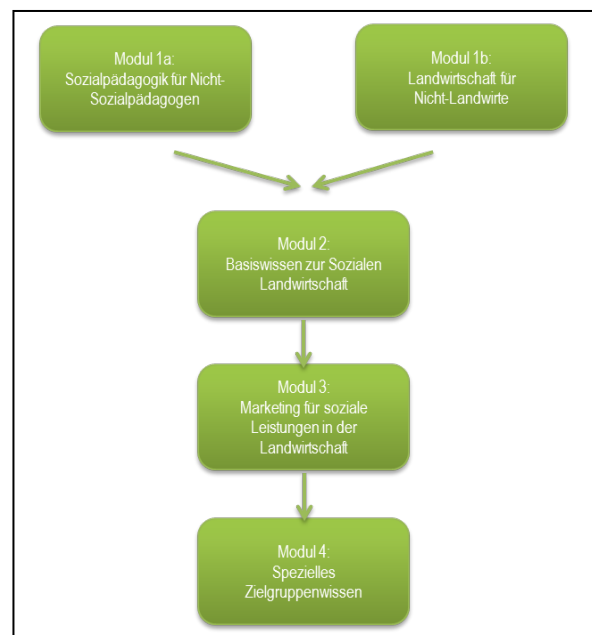 Modul 1a:
Sozialpädagogik für Nicht-
Sozialpädagogen
Modul 1b:
Landwirtschaft für
Nicht-Landwirte
Modul 2:
Basiswissen zur Sozialen
Landwirtschaft
Modul 3:
Marketing für soziale
Leistungen in der
Landwirtschaft
Modul 4:
Spezielles
Zielgruppenwissen